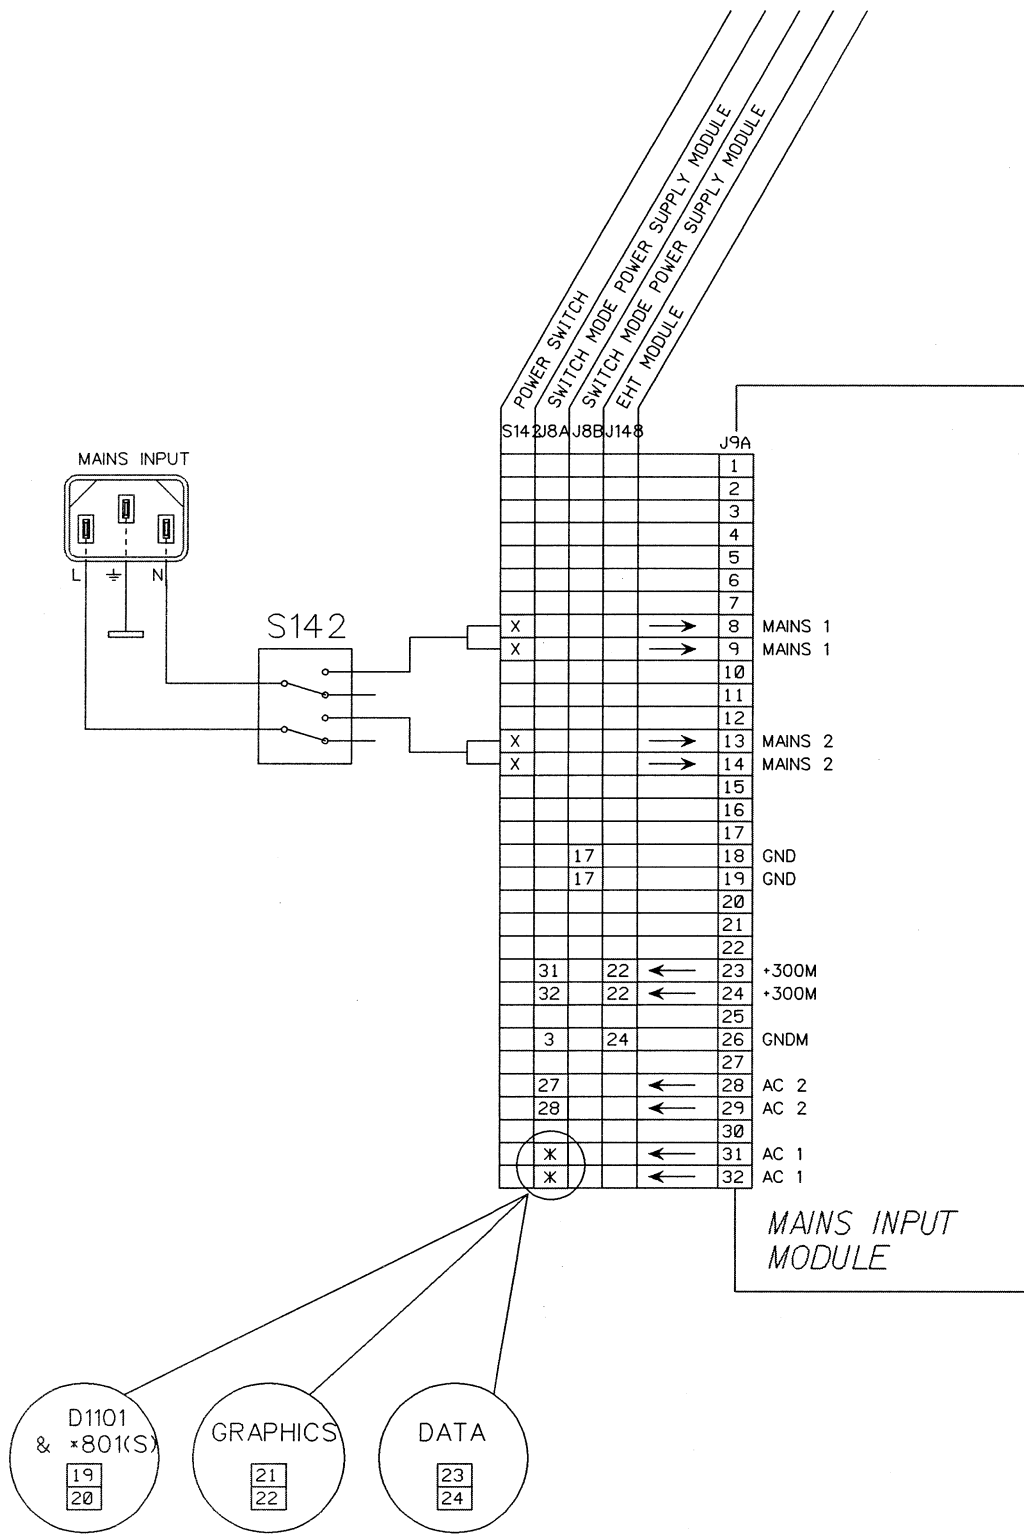 POWER SWITCH
SWITCH MODE POWER SUPPLY MODULE
SWITCH MODE POWER SUPPLY MODULE
EHT MODULE
S142 J8A J8B J148 J9A
MAINS INPUT
L N
S142
1
2
3
4
5
6
7
X 8 MAINS 1
X 9 MAINS 1
10
11
12
X 13 MAINS 2
X 14 MAINS 2
15
16
17
17 18 GND
17 19 GND
20
21
22
31 22 23 +300M
32 22 24 +300M
25
3 24 26 GNDM
27
27 28 AC 2
28 29 AC 2
30
* 31 AC 1
* 32 AC 1
MAINS INPUT
MODULE
D1101
& *801(S)
19
20
GRAPHICS
21
22
DATA
23
24